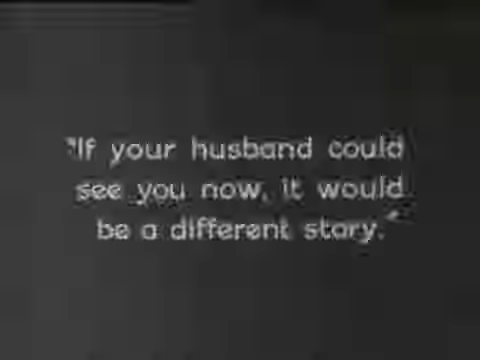 "If your husband could
see you now, it would
be a different story."